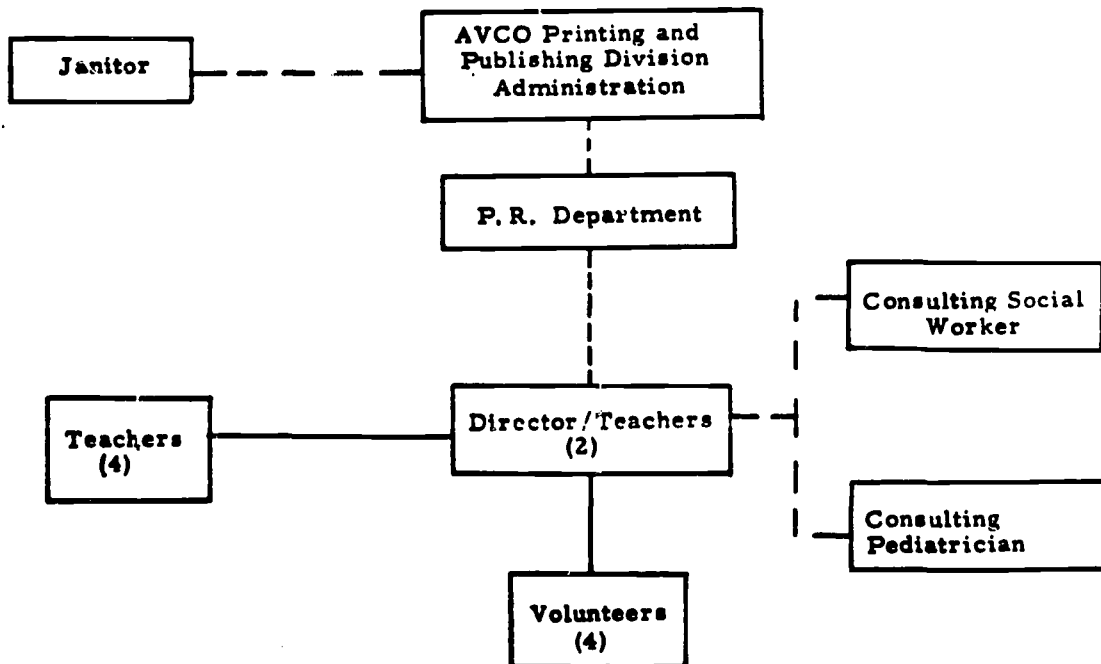 Janitor
AVCO Printing and
Publishing Division
Administration
P.R. Department
Consulting Social
Worker
Teachers
(4)
Director/Teachers
(2)
Consulting
Pediatrician
Volunteers
(4)